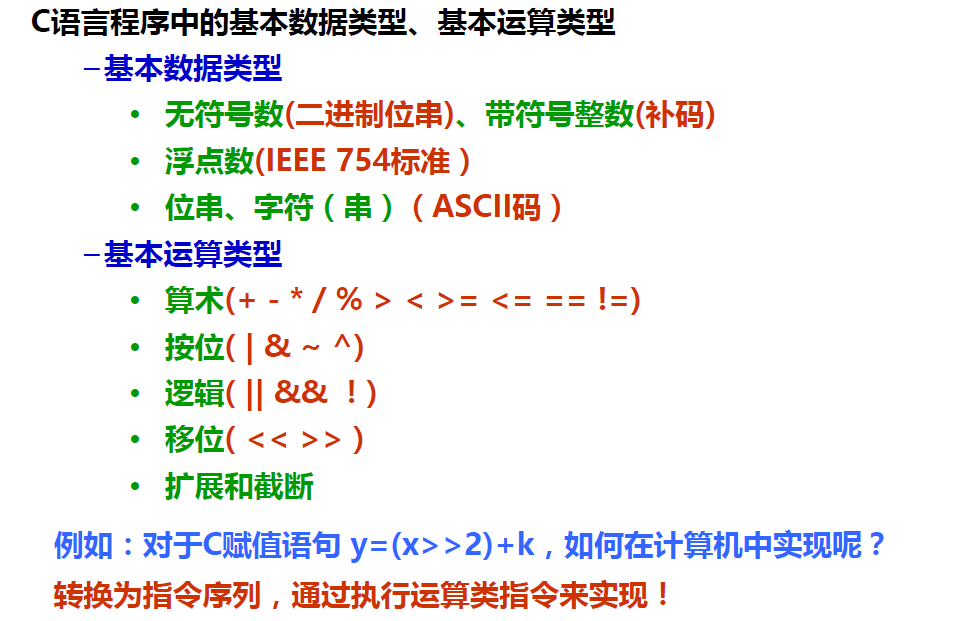 C语言程序中的基本数据类型、基本运算类型
–基本数据类型
• 无符号数(二进制位串)、带符号整数(补码)
• 浮点数(IEEE 754标准）
• 位串、字符（串）（ASCII码）
–基本运算类型
• 算术(+ - * / % > < >= <= == !=)
• 按位( | & ~ ^)
• 逻辑( || && ! )
• 移位( << >> )
• 扩展和截断
例如：对于C赋值语句 y=(x>>2)+k，如何在计算机中实现呢？
转换为指令序列，通过执行运算类指令来实现！